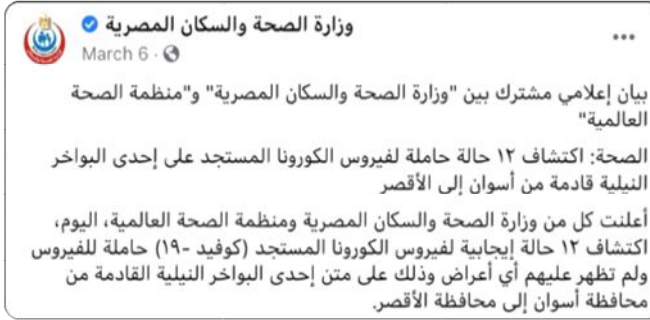 وزارة الصحة والسكان المصرية
March 6 ·
بيان إعلامي مشترك بين "وزارة الصحة والسكان المصرية" و"منظمة الصحة
العالمية"
الصحة: اكتشاف ١٢ حالة حاملة لفيروس الكورونا المستجد على إحدى البواخر
النيلية قادمة من أسوان إلى الأقصر
أعلنت كل من وزارة الصحة والسكان المصرية ومنظمة الصحة العالمية، اليوم،
اكتشاف ١٢ حالة إيجابية لفيروس الكورونا المستجد (كوفيد -١٩) حاملة للفيروس
ولم تظهر عليهم أي أعراض وذلك على متن إحدى البواخر النيلية القادمة من
محافظة أسوان إلى محافظة الأقصر.